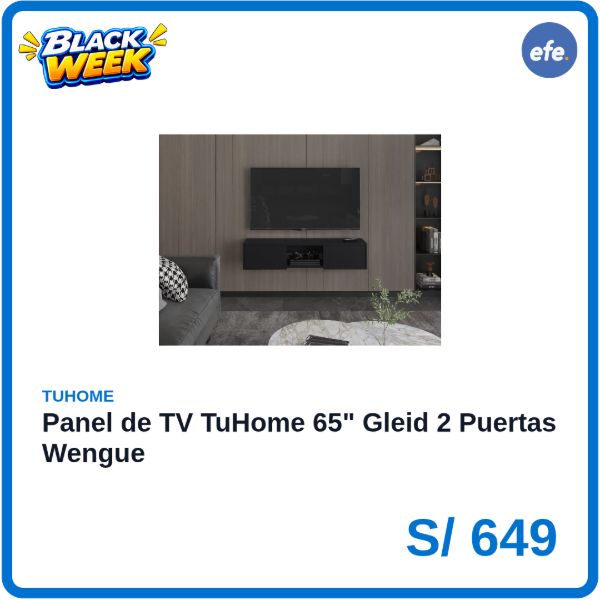 BLACK
WEEK
efe.
TUHOME
Panel de TV TuHome 65" Gleid 2 Puertas
Wengue
S/ 649